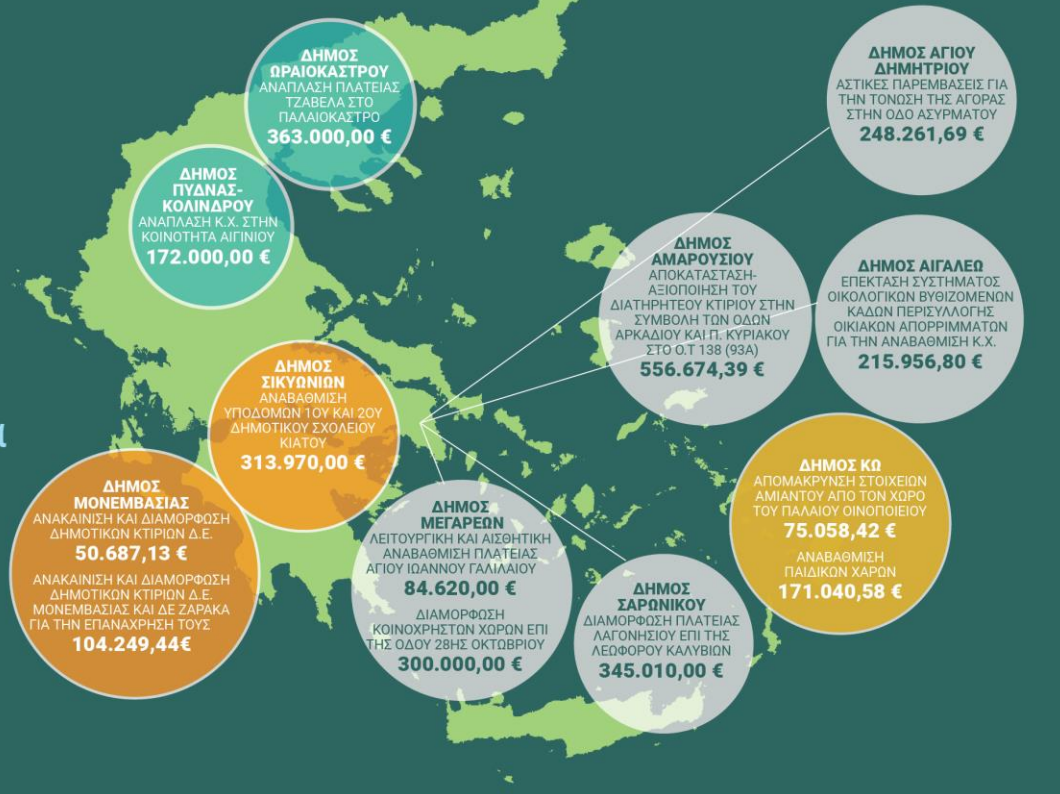 ΔΗΜΟΣ
ΩΡΑΙΟΚΑΣΤΡΟΥ
ΑΝΑΠΛΑΣΗ ΠΛΑΤΕΙΑΣ
ΤΖΑΒΕΛΑ ΣΤΟ
ΠΑΛΑΙΟΚΑΣΤΡΟ
363.000,00 €
ΔΗΜΟΣ ΑΓΙΟΥ
ΔΗΜΗΤΡΙΟΥ
ΑΣΤΙΚΕΣ ΠΑΡΕΜΒΑΣΕΙΣ ΓΙΑ
ΤΗΝ ΤΟΝΩΣΗ ΤΗΣ ΑΓΟΡΑΣ
ΣΤΗΝ ΟΔΟ ΑΣΥΡΜΑΤΟΥ
248.261,69 €
ΔΗΜΟΣ
ΠΥΔΝΑΣ-
ΚΟΛΙΝΔΡΟΥ
ΑΝΑΠΛΑΣΗ Κ.Χ. ΣΤΗΝ
ΚΟΙΝΟΤΗΤΑ ΑΙΓΙΝΙΟΥ
172.000,00 €
ΔΗΜΟΣ
ΑΜΑΡΟΥΣΙΟΥ
ΑΠΟΚΑΤΑΣΤΑΣΗ-
ΑΞΙΟΠΟΙΗΣΗ ΤΟΥ
ΔΙΑΤΗΡΗΤΕΟΥ ΚΤΙΡΙΟΥ ΣΤΗΝ
ΣΥΜΒΟΛΗ ΤΩΝ ΟΔΩΝ
ΑΡΚΑΔΙΟΥ ΚΑΙ Π. ΚΥΡΙΑΚΟΥ
ΣΤΟ Ο.Τ 138 (93Α)
556.674,39 €
ΔΗΜΟΣ ΑΙΓΑΛΕΩ
ΕΠΕΚΤΑΣΗ ΣΥΣΤΗΜΑΤΟΣ
ΟΙΚΟΛΟΓΙΚΩΝ ΒΥΘΙΖΟΜΕΝΩΝ
ΚΑΔΩΝ ΠΕΡΙΣΥΛΛΟΓΗΣ
ΟΙΚΙΑΚΩΝ ΑΠΟΡΡΙΜΜΑΤΩΝ
ΓΙΑ ΤΗΝ ΑΝΑΒΑΘΜΙΣΗ Κ.Χ.
215.956,80 €
ΔΗΜΟΣ
ΣΙΚΥΩΝΙΩΝ
ΑΝΑΒΑΘΜΙΣΗ
ΥΠΟΔΟΜΩΝ 1ΟΥ ΚΑΙ 2ΟΥ
ΔΗΜΟΤΙΚΟΥ ΣΧΟΛΕΙΟΥ
ΚΙΑΤΟΥ
313.970,00 €
ΔΗΜΟΣ
ΜΟΝΕΜΒΑΣΙΑΣ
ΑΝΑΚΑΙΝΙΣΗ ΚΑΙ ΔΙΑΜΟΡΦΩΣΗ
ΔΗΜΟΤΙΚΩΝ ΚΤΙΡΙΩΝ Δ.Ε.
50.687,13 €
ΑΝΑΚΑΙΝΙΣΗ ΚΑΙ ΔΙΑΜΟΡΦΩΣΗ
ΔΗΜΟΤΙΚΩΝ ΚΤΙΡΙΩΝ Δ.Ε.
ΜΟΝΕΜΒΑΣΙΑΣ ΚΑΙ ΔΕ ΖΑΡΑΚΑ
ΓΙΑ ΤΗΝ ΕΠΑΝΑΧΡΗΣΗ ΤΟΥΣ
104.249,44€
ΔΗΜΟΣ
ΜΕΓΑΡΕΩΝ
ΛΕΙΤΟΥΡΓΙΚΗ ΚΑΙ ΑΙΣΘΗΤΙΚΗ
ΑΝΑΒΑΘΜΙΣΗ ΠΛΑΤΕΙΑΣ
ΑΓΙΟΥ ΙΩΑΝΝΟΥ ΓΑΛΙΛΑΙΟΥ
84.620,00 €
ΔΙΑΜΟΡΦΩΣΗ
ΚΟΙΝΟΧΡΗΣΤΩΝ ΧΩΡΩΝ ΕΠΙ
ΤΗΣ ΟΔΟΥ 28ΗΣ ΟΚΤΩΒΡΙΟΥ
300.000,00 €
ΔΗΜΟΣ
ΣΑΡΩΝΙΚΟΥ
ΔΙΑΜΟΡΦΩΣΗ ΠΛΑΤΕΙΑΣ
ΛΑΓΟΝΗΣΙΟΥ ΕΠΙ ΤΗΣ
ΛΕΩΦΟΡΟΥ ΚΑΛΥΒΙΩΝ
345.010,00 €
ΔΗΜΟΣ ΚΩ
ΑΠΟΜΑΚΡΥΝΣΗ ΣΤΟΙΧΕΙΩΝ
ΑΜΙΑΝΤΟΥ ΑΠΟ ΤΟΝ ΧΩΡΟ
ΤΟΥ ΠΑΛΑΙΟΥ ΟΙΝΟΠΟΙΕΙΟΥ
75.058,42 €
ΑΝΑΒΑΘΜΙΣΗ
ΠΑΙΔΙΚΩΝ ΧΑΡΩΝ
171.040,58 €